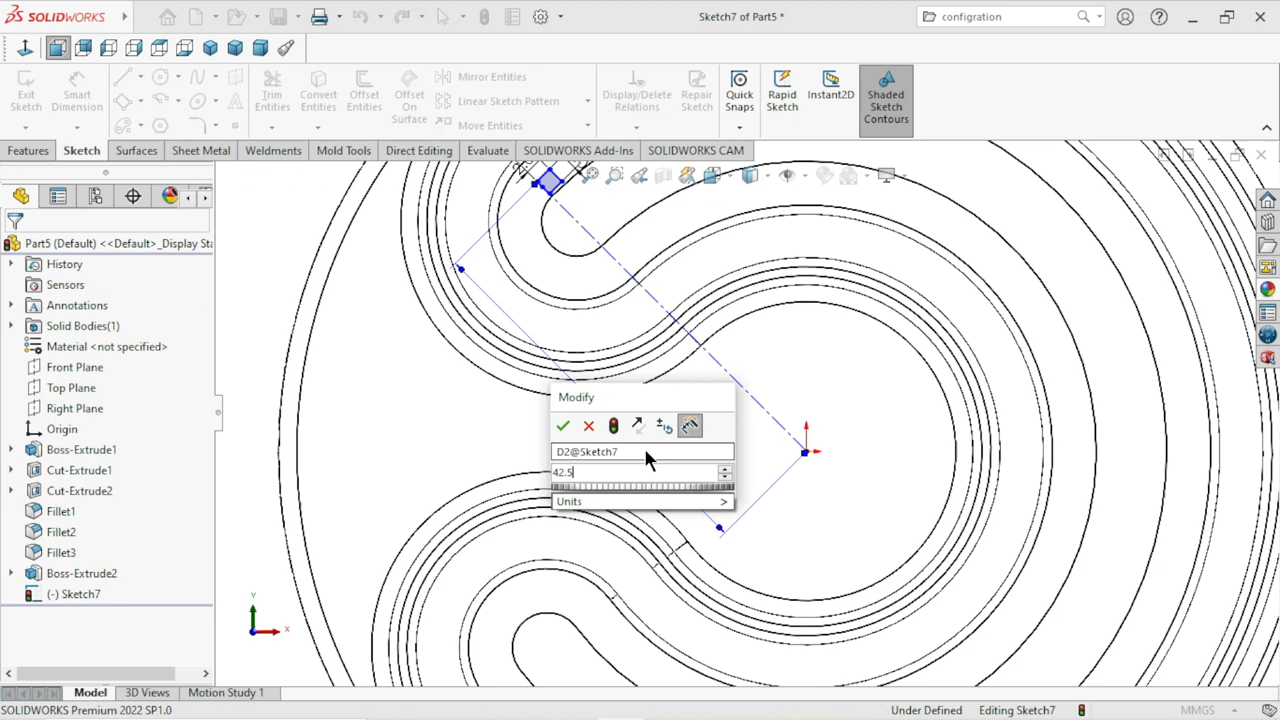 SOLIDWORKS
Sketch7 of Part5 *
configration
Exit Sketch
Smart Dimension
Trim Entities
Convert Entities
Offset Entities
Offset On Surface
Mirror Entities
Linear Sketch Pattern
Move Entities
Display/Delete Relations
Repair Sketch
Quick Snaps
Rapid Sketch
Instant2D
Shaded Sketch Contours
Features
Sketch
Surfaces
Sheet Metal
Weldments
Mold Tools
Direct Editing
Evaluate
SOLIDWORKS Add-Ins
SOLIDWORKS CAM
Part5 (Default) <<Default>_Display Sta
History
Sensors
Annotations
Solid Bodies(1)
Material <not specified>
Front Plane
Top Plane
Right Plane
Origin
Boss-Extrude1
Cut-Extrude1
Cut-Extrude2
Fillet1
Fillet2
Fillet3
Boss-Extrude2
(-) Sketch7
Modify
D2@Sketch7
42.5
Units >
Y
X
Model
3D Views
Motion Study 1
SOLIDWORKS Premium 2022 SP1.0
Under Defined
Editing Sketch7
MMGS